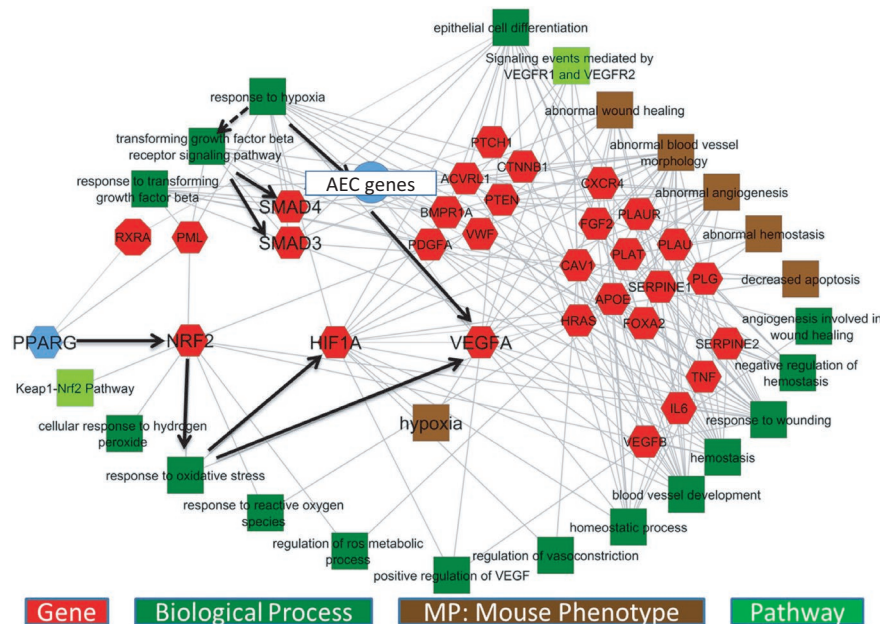 epithelial cell differentiation
Signaling events mediated by
VEGFR1 and VEGFR2
response to hypoxia
abnormal wound healing
transforming growth factor beta
receptor signaling pathway
PTCH1
abnormal blood vessel
morphology
CTNNB1
response to transforming
growth factor beta
AEC genes
ACVRL1
CXCR4
abnormal angiogenesis
SMAD4
PTEN
BMPR1A
PLAUR
FGF2
RXRA
PML
SMAD3
VWF
PDGFA
abnormal hemostasis
PLAT
PLAU
CAV1
SERPINE1
PLG
decreased apoptosis
APOE
PPARG
NRF2
HIF1A
VEGFA
HRAS
FOXA2
angiogenesis involved in
wound healing
SERPINE2
Keap1-Nrf2 Pathway
TNF
negative regulation of
hemostasis
cellular response to hydrogen
peroxide
hypoxia
IL6
response to wounding
VEGFB
response to oxidative stress
hemostasis
blood vessel development
response to reactive oxygen
species
homeostatic process
regulation of ros metabolic
process
regulation of vasoconstriction
positive regulation of VEGF
Gene
Biological Process
MP: Mouse Phenotype
Pathway